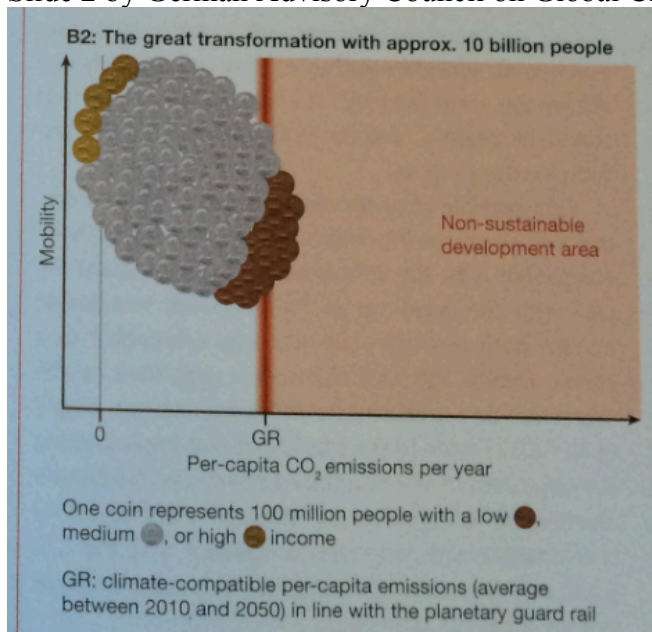 B2: The great transformation with approx. 10 billion people
Mobility
Non-sustainable
development area
0
GR
Per-capita CO₂ emissions per year
One coin represents 100 million people with a low ,
medium , or high income
GR: climate-compatible per-capita emissions (average
between 2010 and 2050) in line with the planetary guard rail